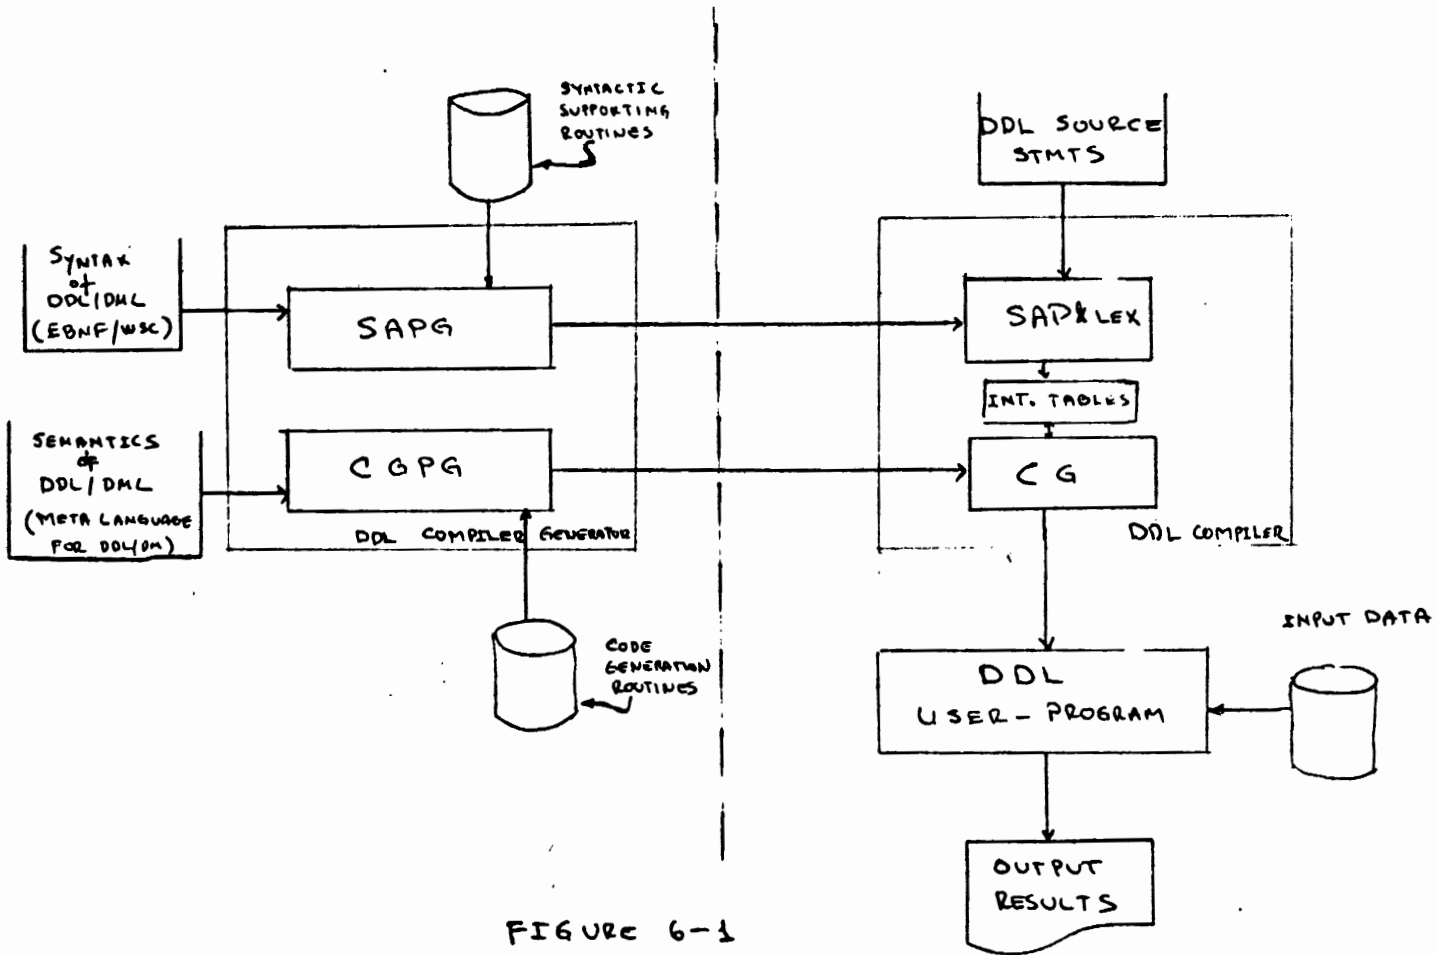 SYNTACTIC
SUPPORTING
ROUTINES
SYNTAX
of
DDL/DML
(EBNF/WSC)
SAPG
SEMANTICS
of
DDL/DML
(META LANGUAGE
FOR DDL/DM)
CGPG
DDL COMPILER GENERATOR
CODE
GENERATION
ROUTINES
DDL SOURCE
STMTS
SAP & LEX
INT. TABLES
CG
DDL COMPILER
DDL
USER-PROGRAM
INPUT DATA
OUTPUT
RESULTS
FIGURE 6-1